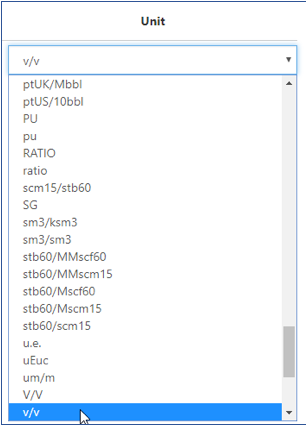 Unit
v/v
ptUK/Mbbl
ptUS/10bbl
PU
pu
RATIO
ratio
scm15/stb60
SG
sm3/ksm3
sm3/sm3
stb60/MMscf60
stb60/MMscm15
stb60/Mscf60
stb60/Mscm15
stb60/scm15
u.e.
uEuc
um/m
V/V
v/v